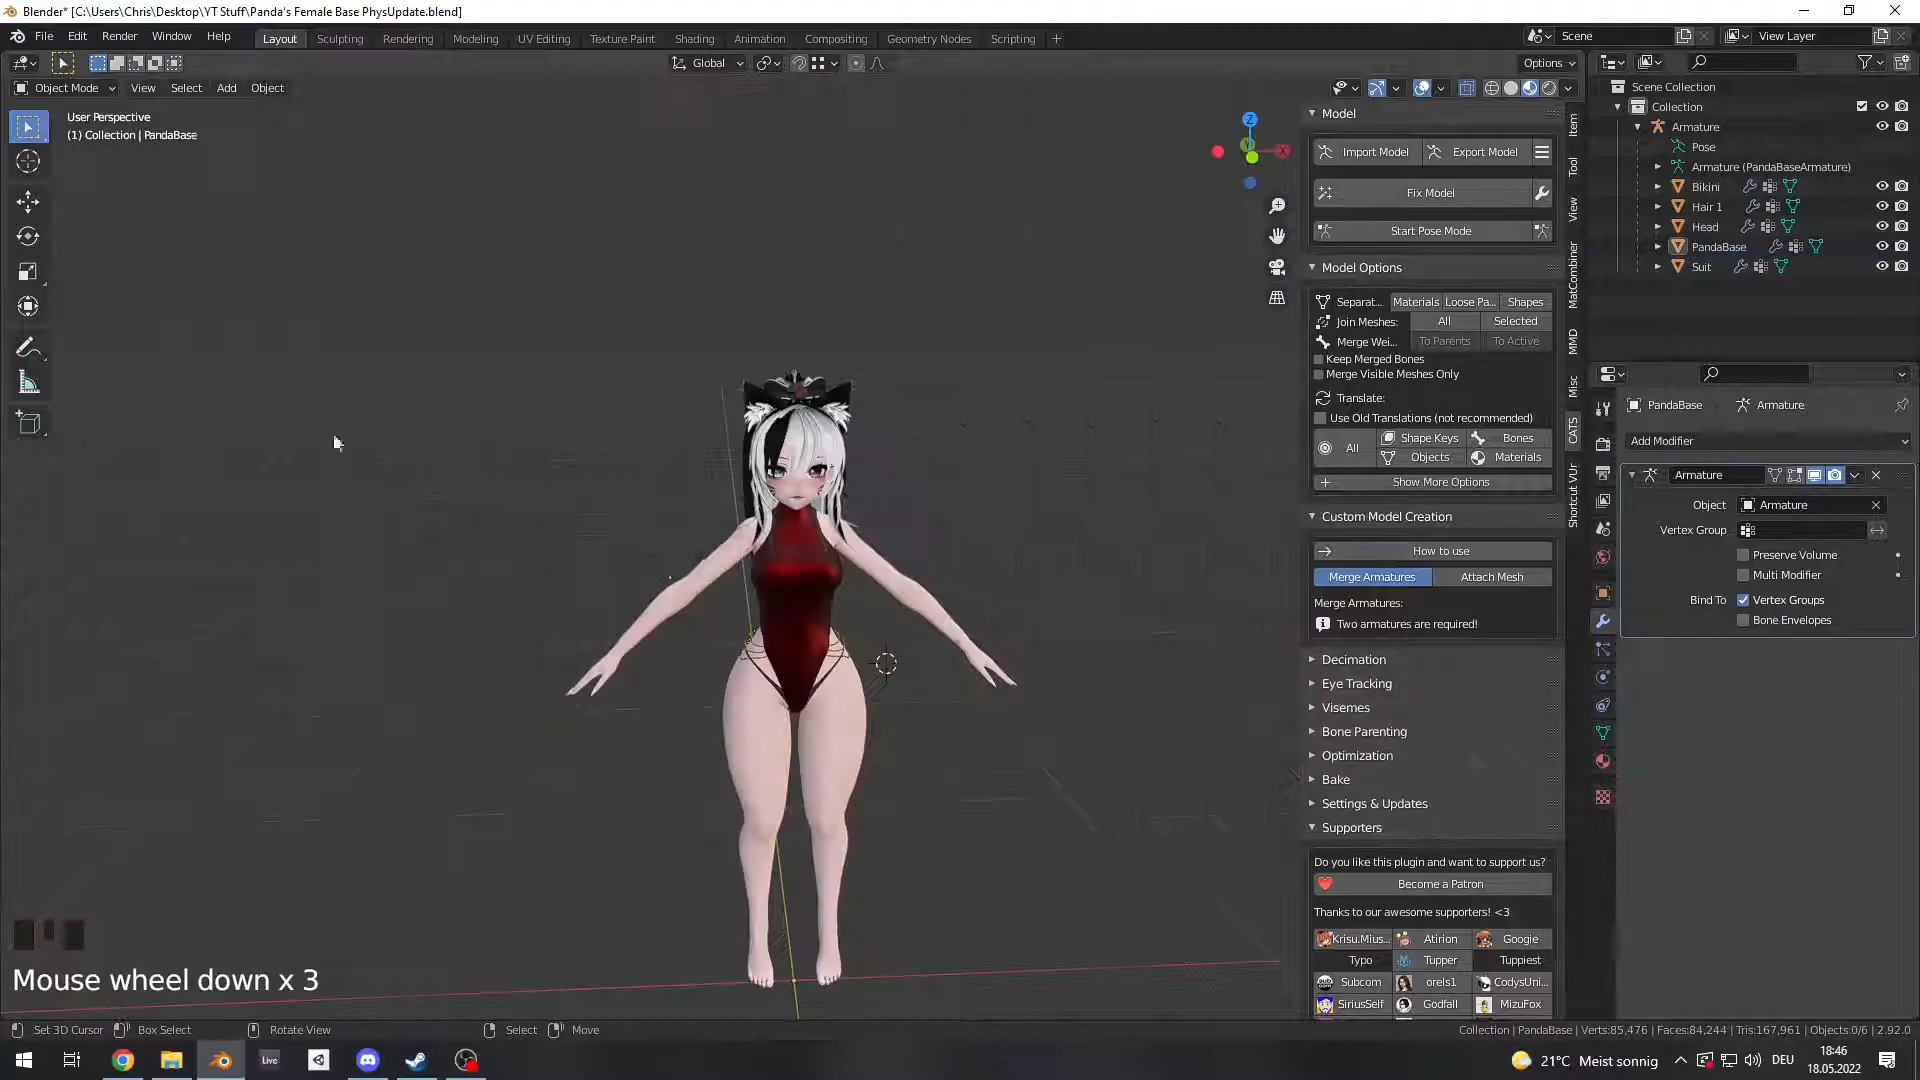 Blender* [C:\Users\Chris\Desktop\YT Stuff\Panda's Female Base PhysUpdate.blend]
File Edit Render Window Help
Layout Sculpting Rendering Modeling UV Editing Texture Paint Shading Animation Compositing Geometry Nodes Scripting +
Scene
View Layer
Global
Options
Object Mode View Select Add Object
User Perspective
(1) Collection | PandaBase
Z
X
Model
Import Model
Export Model
Fix Model
Start Pose Mode
Model Options
Separat... Materials Loose Pa... Shapes
Join Meshes: All Selected
Merge Wei... To Parents To Active
Keep Merged Bones
Merge Visible Meshes Only
Translate:
Use Old Translations (not recommended)
All Shape Keys Bones
Objects Materials
Show More Options
Custom Model Creation
How to use
Merge Armatures Attach Mesh
Merge Armatures:
Two armatures are required!
Decimation
Eye Tracking
Visemes
Bone Parenting
Optimization
Bake
Settings & Updates
Supporters
Do you like this plugin and want to support us?
Become a Patron
Thanks to our awesome supporters! <3
Krisu.Mius... Atirion Googie
Typo Tupper Tuppiest
Subcom orels1 CodysUni...
SiriusSelf Godfall MizuFox
Item
Tool
View
MatCombiner
MMD
Misc
CATS
Shortcut VUr
Scene Collection
Collection
Armature
Pose
Armature (PandaBaseArmature)
Bikini
Hair 1
Head
PandaBase
Suit
PandaBase Armature
Add Modifier
Armature
Object Armature
Vertex Group
Preserve Volume
Multi Modifier
Bind To Vertex Groups
Bone Envelopes
Mouse wheel down x 3
Set 3D Cursor Box Select Rotate View Select Move
Collection | PandaBase | Verts:85,476 | Faces:84,244 | Tris:167,961 | Objects:0/6 | 2.92.0
Live
21°C Meist sonnig
DEU
18:46
18.05.2022